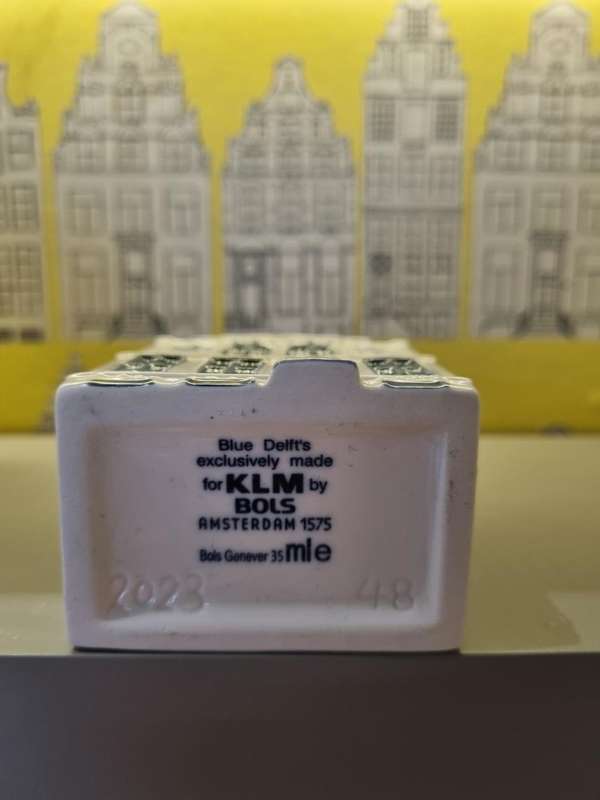 Blue Delft's
exclusively made
for KLM by
BOLS
AMSTERDAM 1575
Bols Genever 35 ml e
2023 48